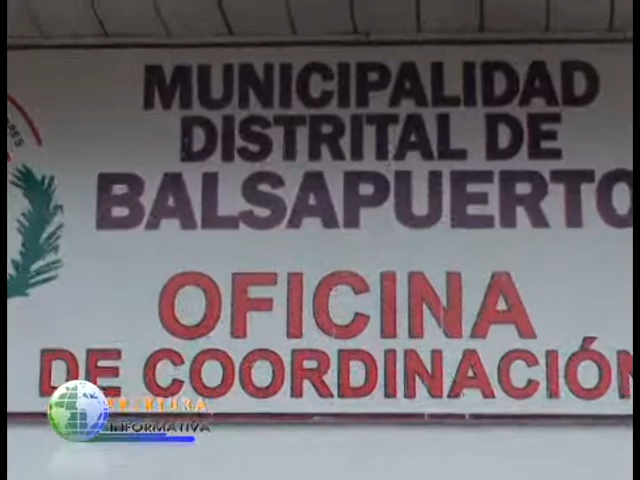 MUNICIPALIDAD
DISTRITAL DE
BALSAPUERTO
OFICINA
DE COORDINACIÓN
INFORMATIVA